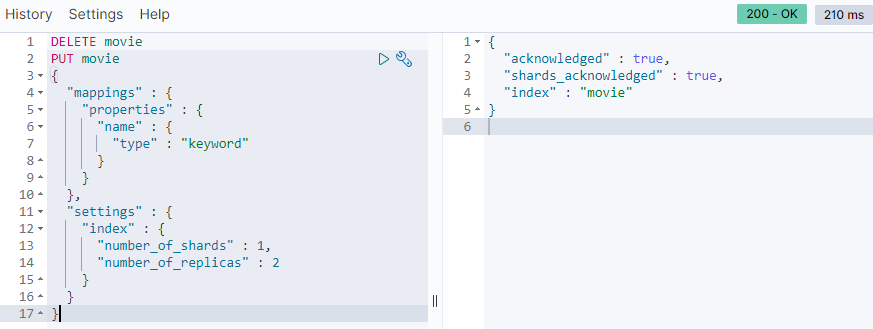 History Settings Help 200 - OK 210 ms
1 DELETE movie
2 PUT movie
3 {
4 "mappings" : {
5 "properties" : {
6 "name" : {
7 "type" : "keyword"
8 }
9 }
10 },
11 "settings" : {
12 "index" : {
13 "number_of_shards" : 1,
14 "number_of_replicas" : 2
15 }
16 }
17 }
1 {
2 "acknowledged" : true,
3 "shards_acknowledged" : true,
4 "index" : "movie"
5 }
6